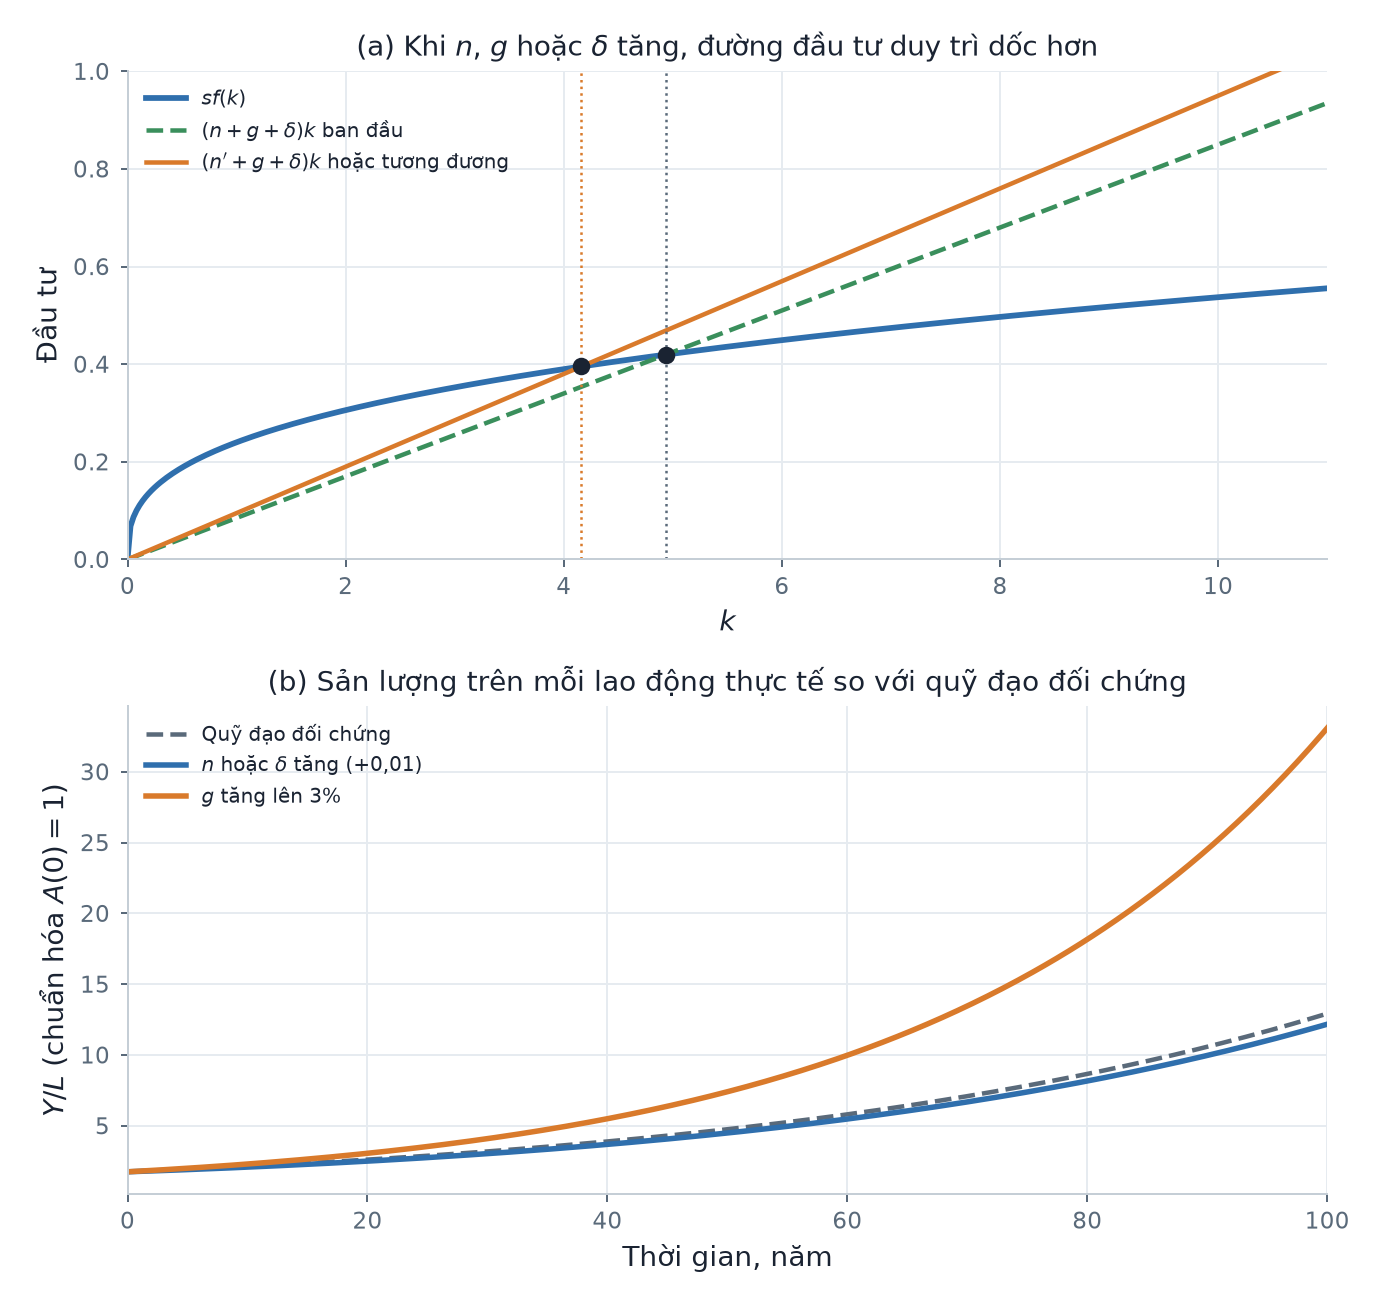 (a) Khi n, g hoặc δ tăng, đường đầu tư duy trì dốc hơn
1.0
0.8
0.6
0.4
0.2
0.0
Đầu tư
sf(k)
(n + g + δ)k ban đầu
(n′ + g + δ)k hoặc tương đương
0 2 4 6 8 10
k
(b) Sản lượng trên mỗi lao động thực tế so với quỹ đạo đối chứng
30
25
20
15
10
5
Y/L (chuẩn hóa A(0) = 1)
Quỹ đạo đối chứng
n hoặc δ tăng (+0,01)
g tăng lên 3%
0 20 40 60 80 100
Thời gian, năm